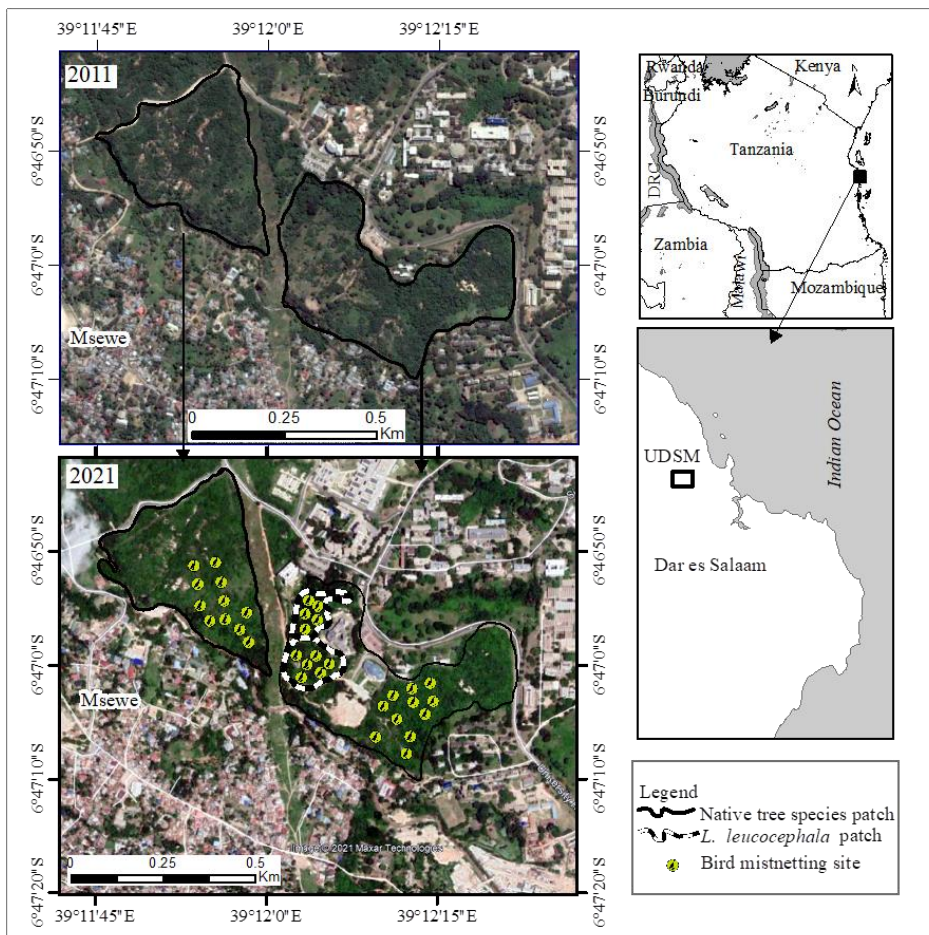 39°11'45"E 39°12'0"E 39°12'15"E
2011
6°46'50"S
6°47'0"S
6°47'10"S
Msewe
0 0.25 0.5
Km
2021
6°46'50"S
6°47'0"S
6°47'10"S
6°47'20"S
Msewe
Image © 2021 Maxar Technologies
University
0 0.25 0.5
Km
39°11'45"E 39°12'0"E 39°12'15"E
Rwanda
Burundi
Kenya
Tanzania
DRC
Zambia
Malawi
Mozambique
Indian Ocean
UDSM
Dar es Salaam
Legend
Native tree species patch
L. leucocephala patch
Bird mistnetting site